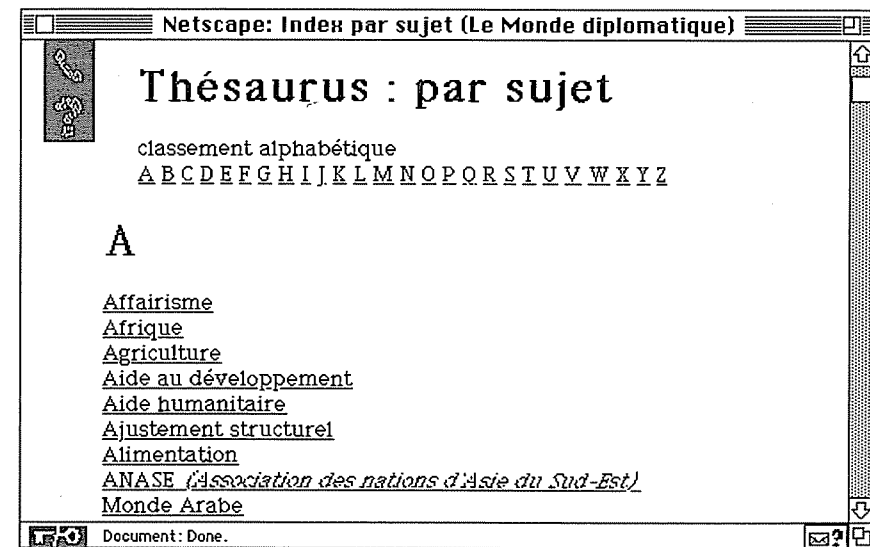 Netscape: Index par sujet (Le Monde diplomatique)
Thésaurus : par sujet
classement alphabétique
A B C D E F G H I J K L M N O P Q R S T U V W X Y Z
A
Affairisme
Afrique
Agriculture
Aide au développement
Aide humanitaire
Ajustement structurel
Alimentation
ANASE (Association des nations d'Asie du Sud-Est)
Monde Arabe
Document: Done.
?